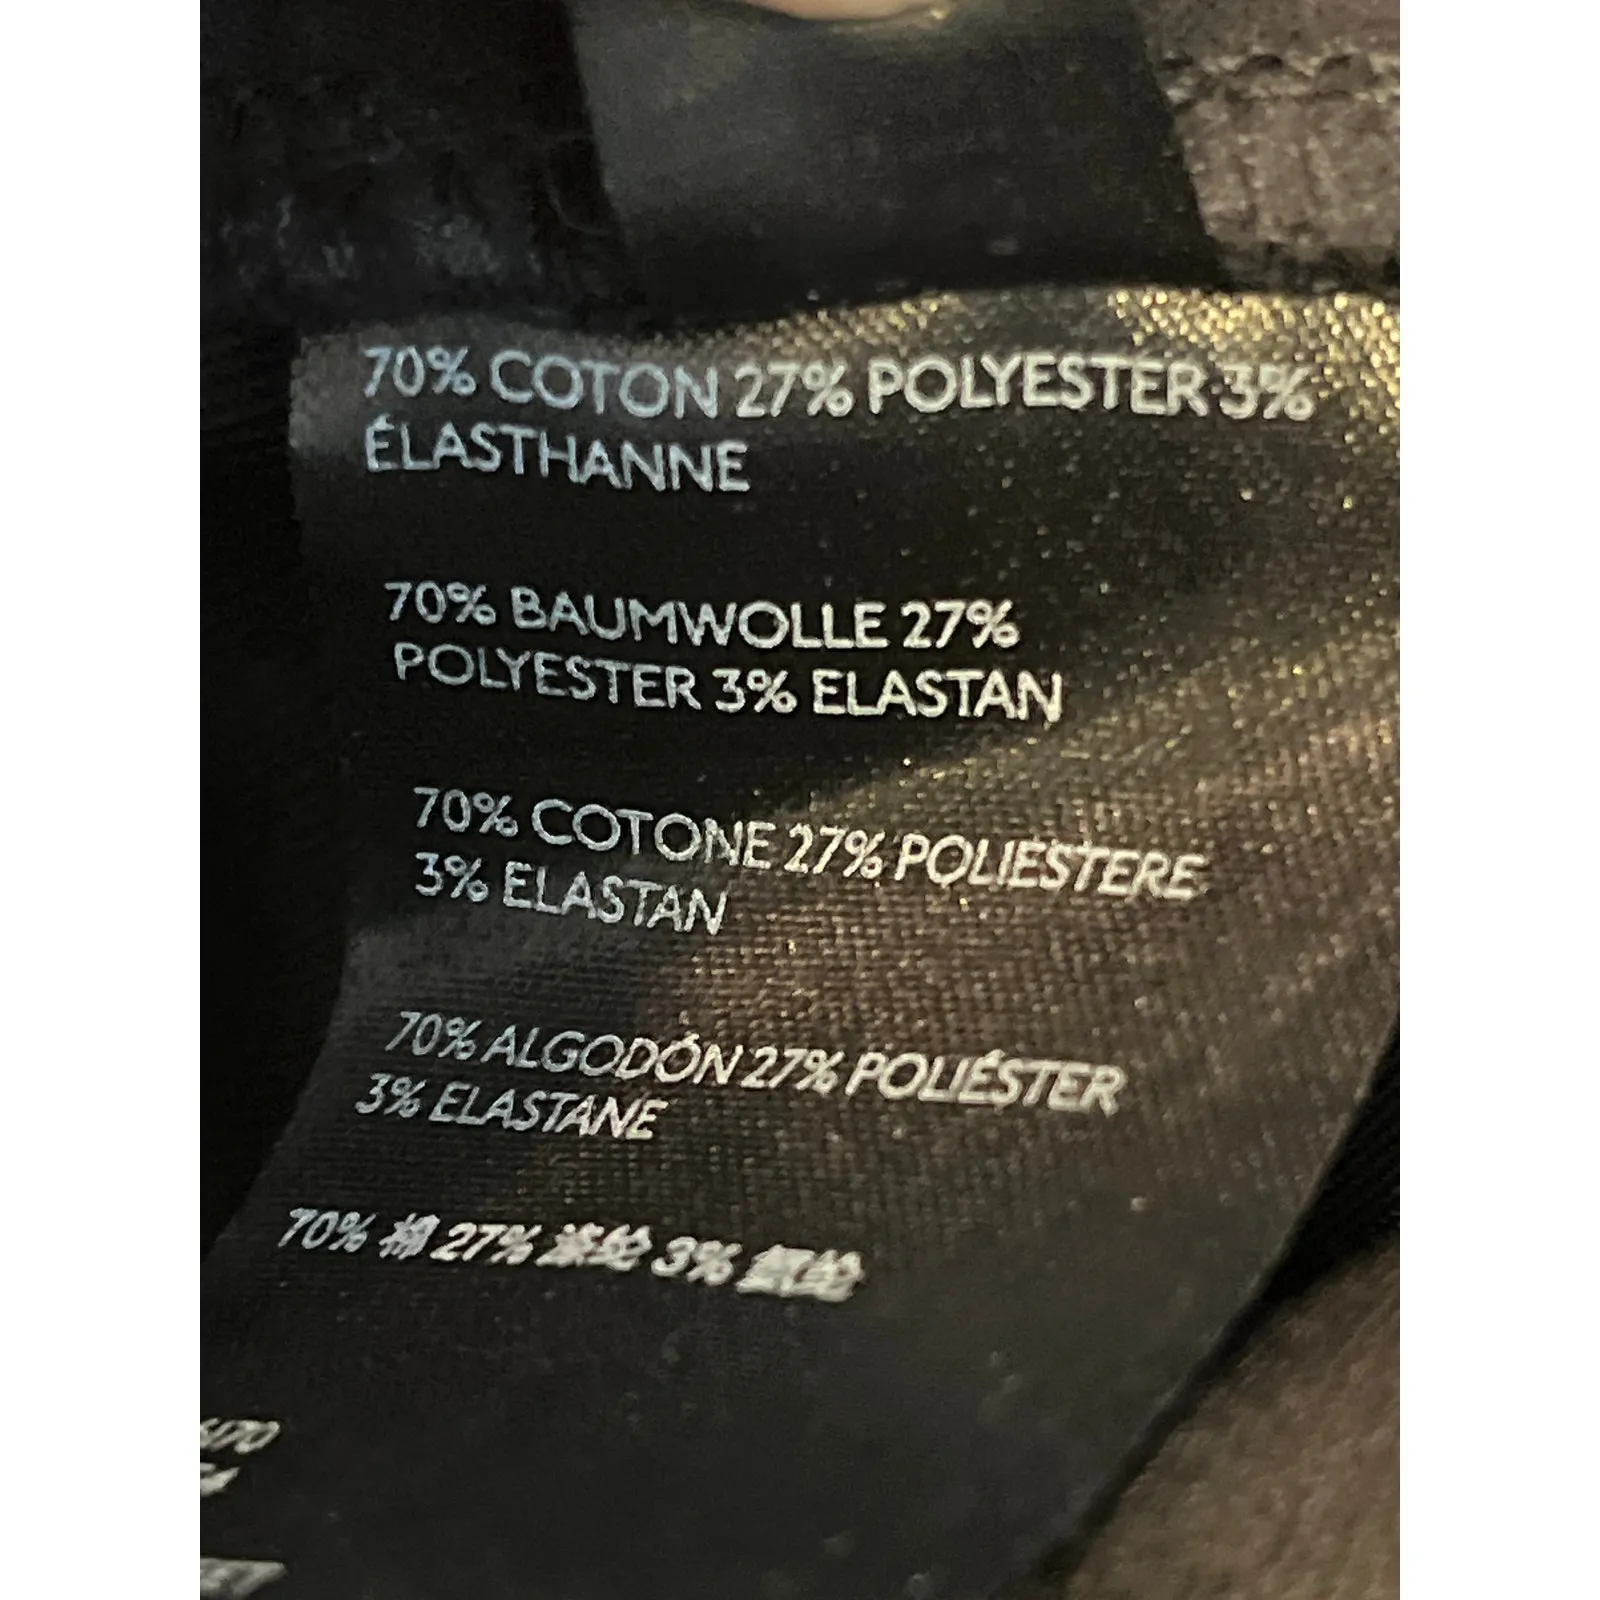 70% COTON 27% POLYESTER 3%
ÉLASTHANNE
70% BAUMWOLLE 27%
POLYESTER 3% ELASTAN
70% COTONE 27% POLIESTERE
3% ELASTAN
70% ALGODÓN 27% POLIÉSTER
3% ELASTANE
70% 棉 27% 涤纶 3% 氨纶